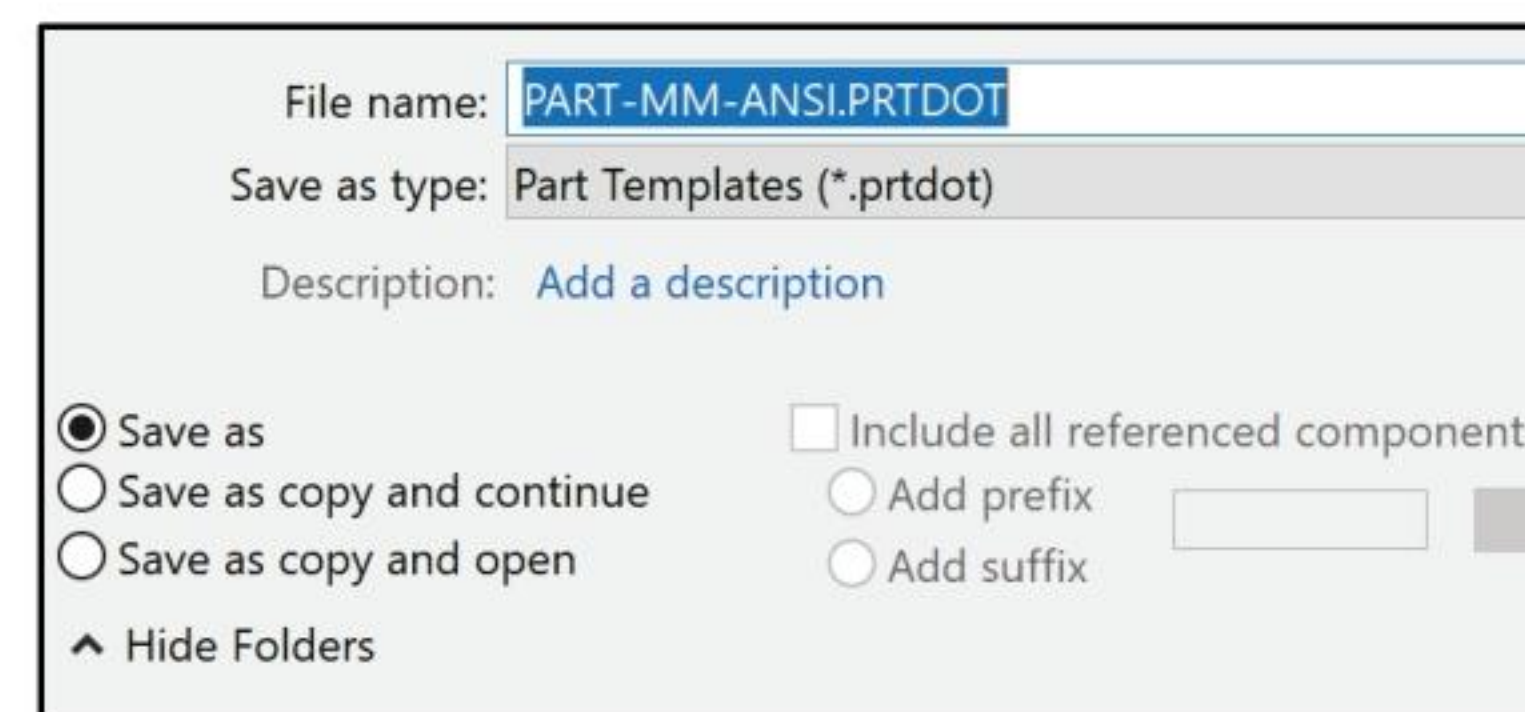 File name: PART-MM-ANSI.PRTDOT
Save as type: Part Templates (*.prtdot)
Description: Add a description
Save as
Include all referenced component
Save as copy and continue
Add prefix
Save as copy and open
Add suffix
Hide Folders